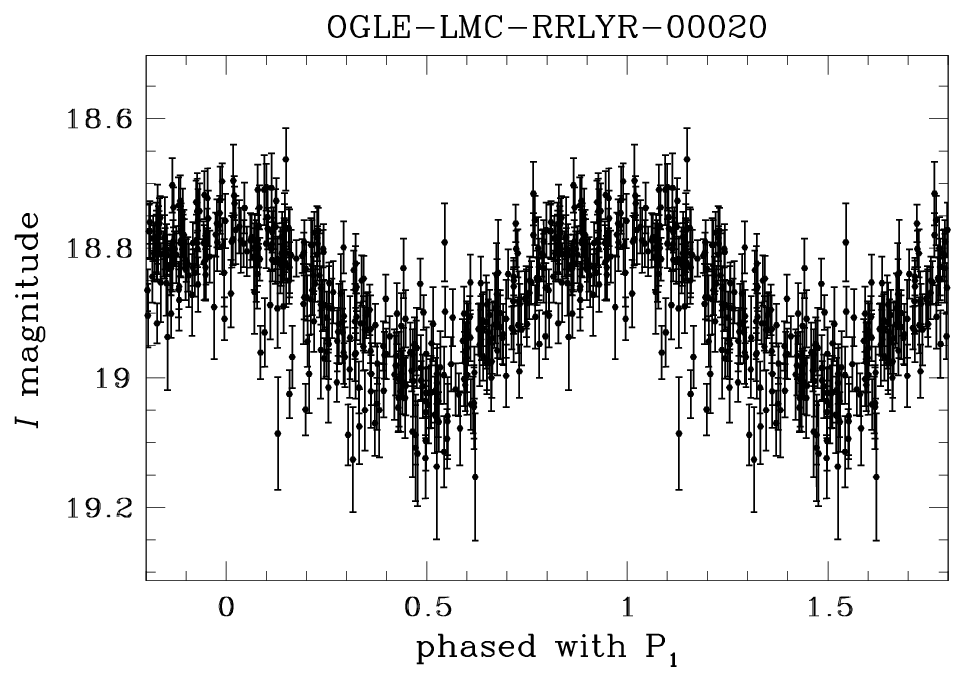 OGLE-LMC-RRLYR-00020
18.6
18.8
19
19.2
I magnitude
0 0.5 1 1.5
phased with P₁